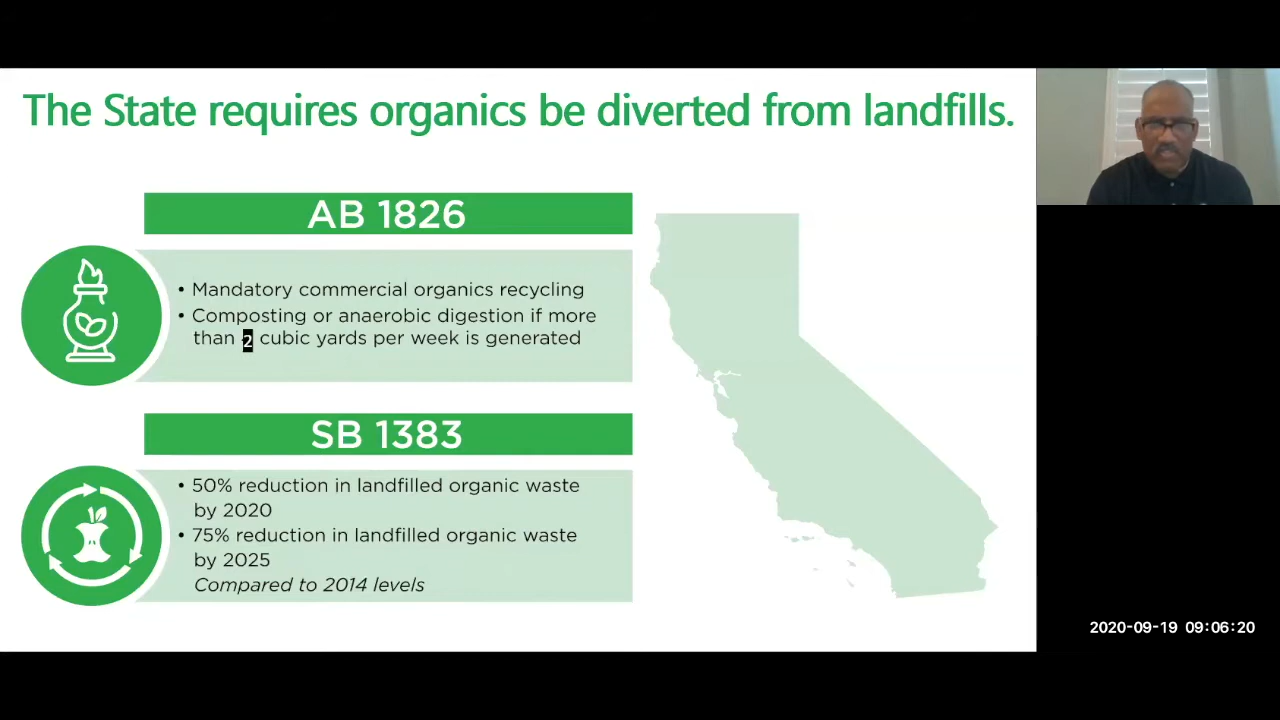 The State requires organics be diverted from landfills.
AB 1826
• Mandatory commercial organics recycling
• Composting or anaerobic digestion if more
than 2 cubic yards per week is generated
SB 1383
• 50% reduction in landfilled organic waste
by 2020
• 75% reduction in landfilled organic waste
by 2025
Compared to 2014 levels
2020-09-19 09:06:20